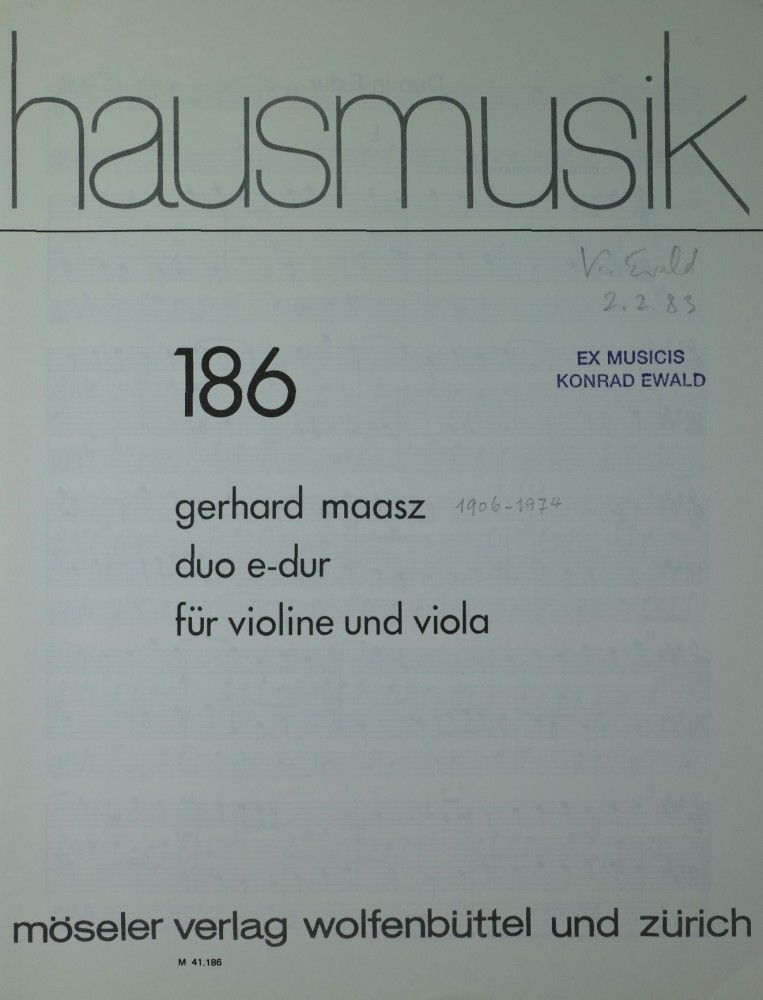 hausmusik
Ewald
2.2.83
186
EX MUSICIS
KONRAD EWALD
gerhard maasz 1906-1974
duo e-dur
für violine und viola
möseler verlag wolfenbüttel und zürich
M 41.186